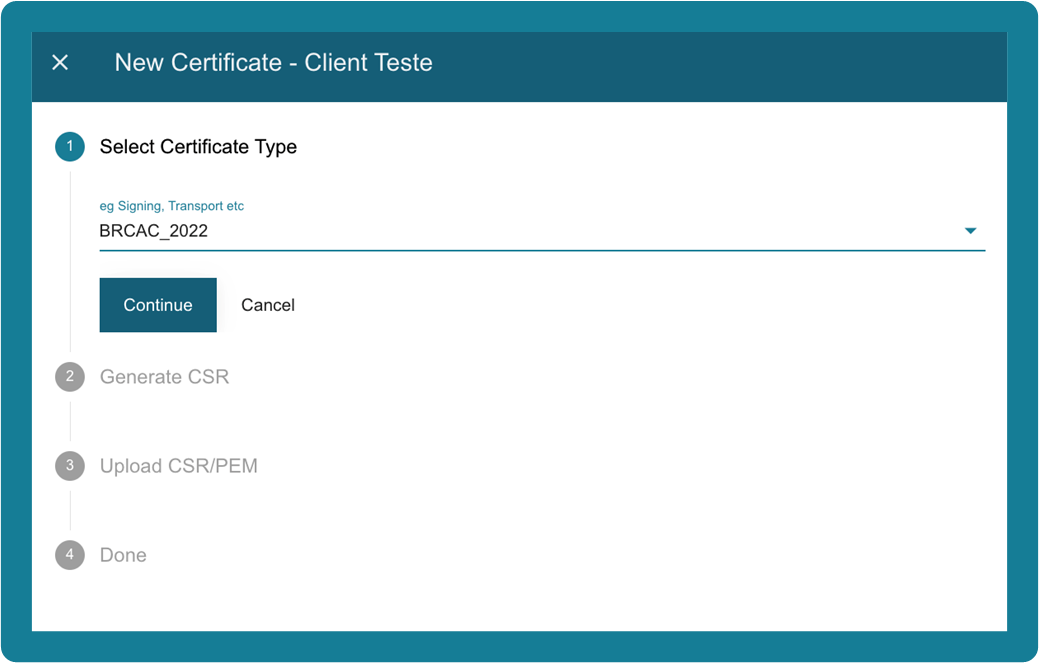 New Certificate - Client Teste
1 Select Certificate Type
eg Signing, Transport etc
BRCAC_2022
Continue Cancel
2 Generate CSR
3 Upload CSR/PEM
4 Done